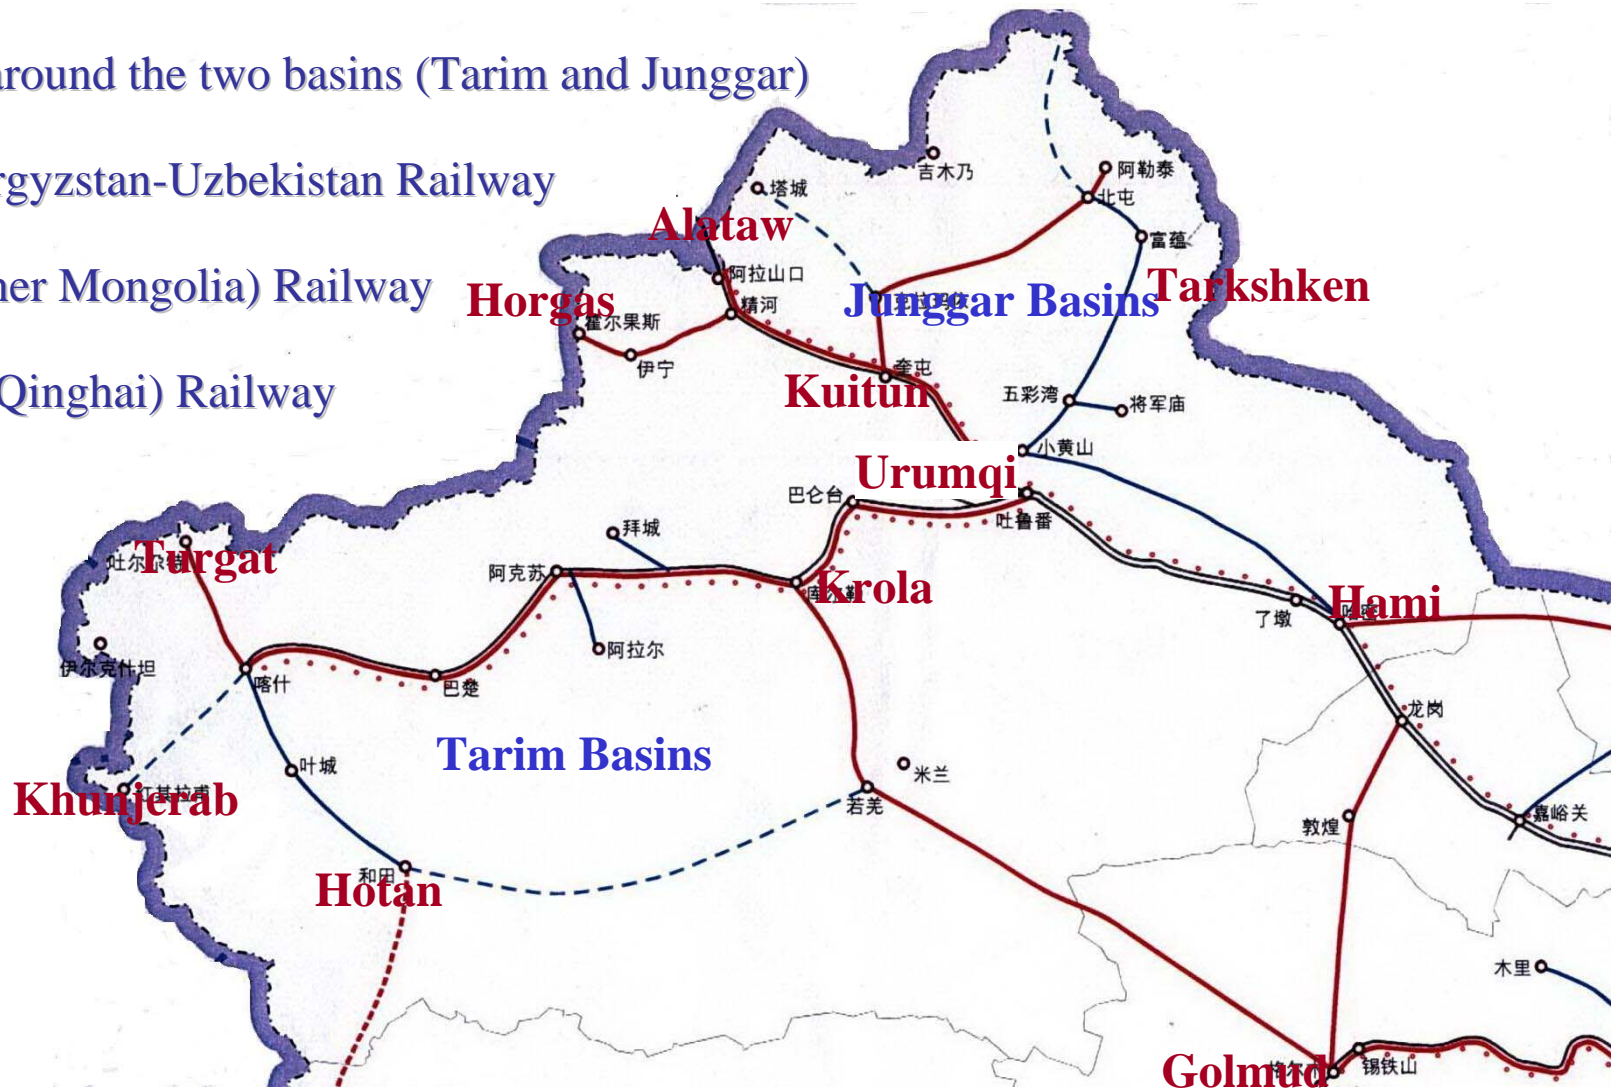 around the two basins (Tarim and Junggar)
rgyzstan-Uzbekistan Railway
ner Mongolia) Railway
Qinghai) Railway
吉木乃
阿勒泰
塔城
北屯
Alataw
富蕴
阿拉山口
Tarkshken
Horgas
精河
Junggar Basins
霍尔果斯
伊宁
奎屯
Kuitun
五彩湾
将军庙
小黄山
Urumqi
巴仑台
吐鲁番
拜城
Turgat
阿克苏
Krola
Hami
了墩
阿拉尔
伊尔克什坦
喀什
巴楚
龙岗
Tarim Basins
叶城
米兰
Khunjerab
若羌
嘉峪关
敦煌
和田
Hotan
木里
Golmud
锡铁山